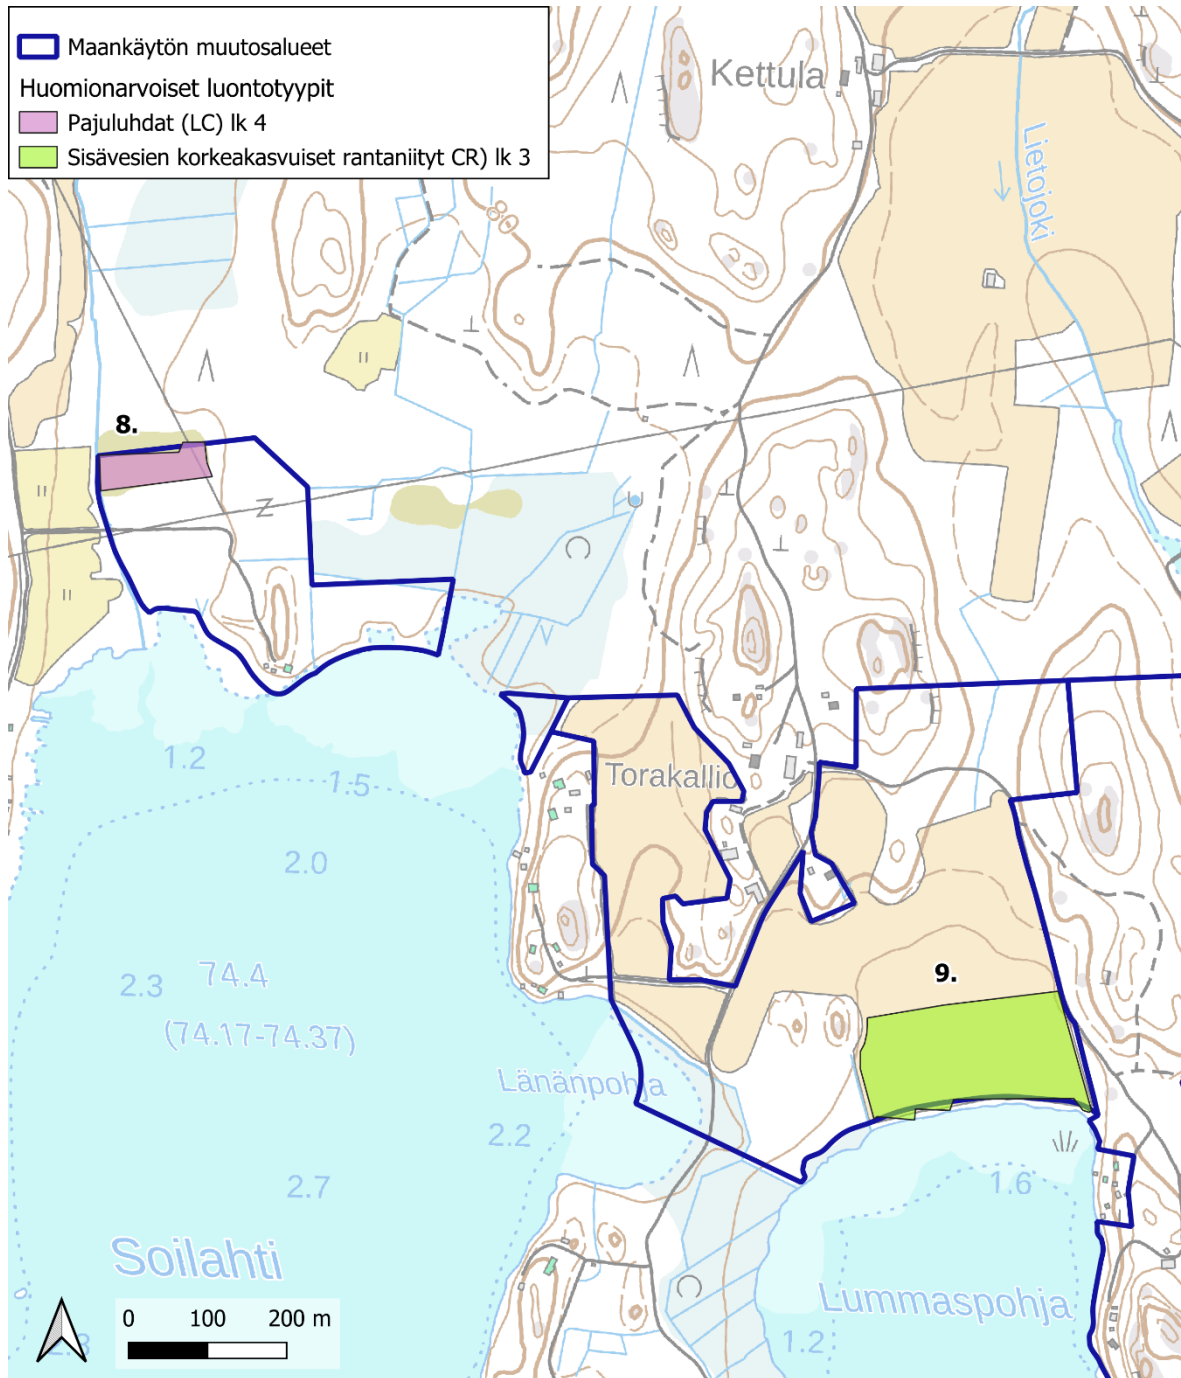 Maankäytön muutosalueet
Huomionarvoiset luontotyypit
Pajuluhdat (LC) lk 4
Sisävesien korkeakasvuiset rantaniityt CR) lk 3
Kettula
Lietojoki
8.
Z
Torakallio
1.2
1.5
2.0
9.
2.3
74.4
(74.17-74.37)
Länänpohja
2.2
2.7
1.6
Soilahti
Lummaspohja
0 100 200 m
2.3
1.2